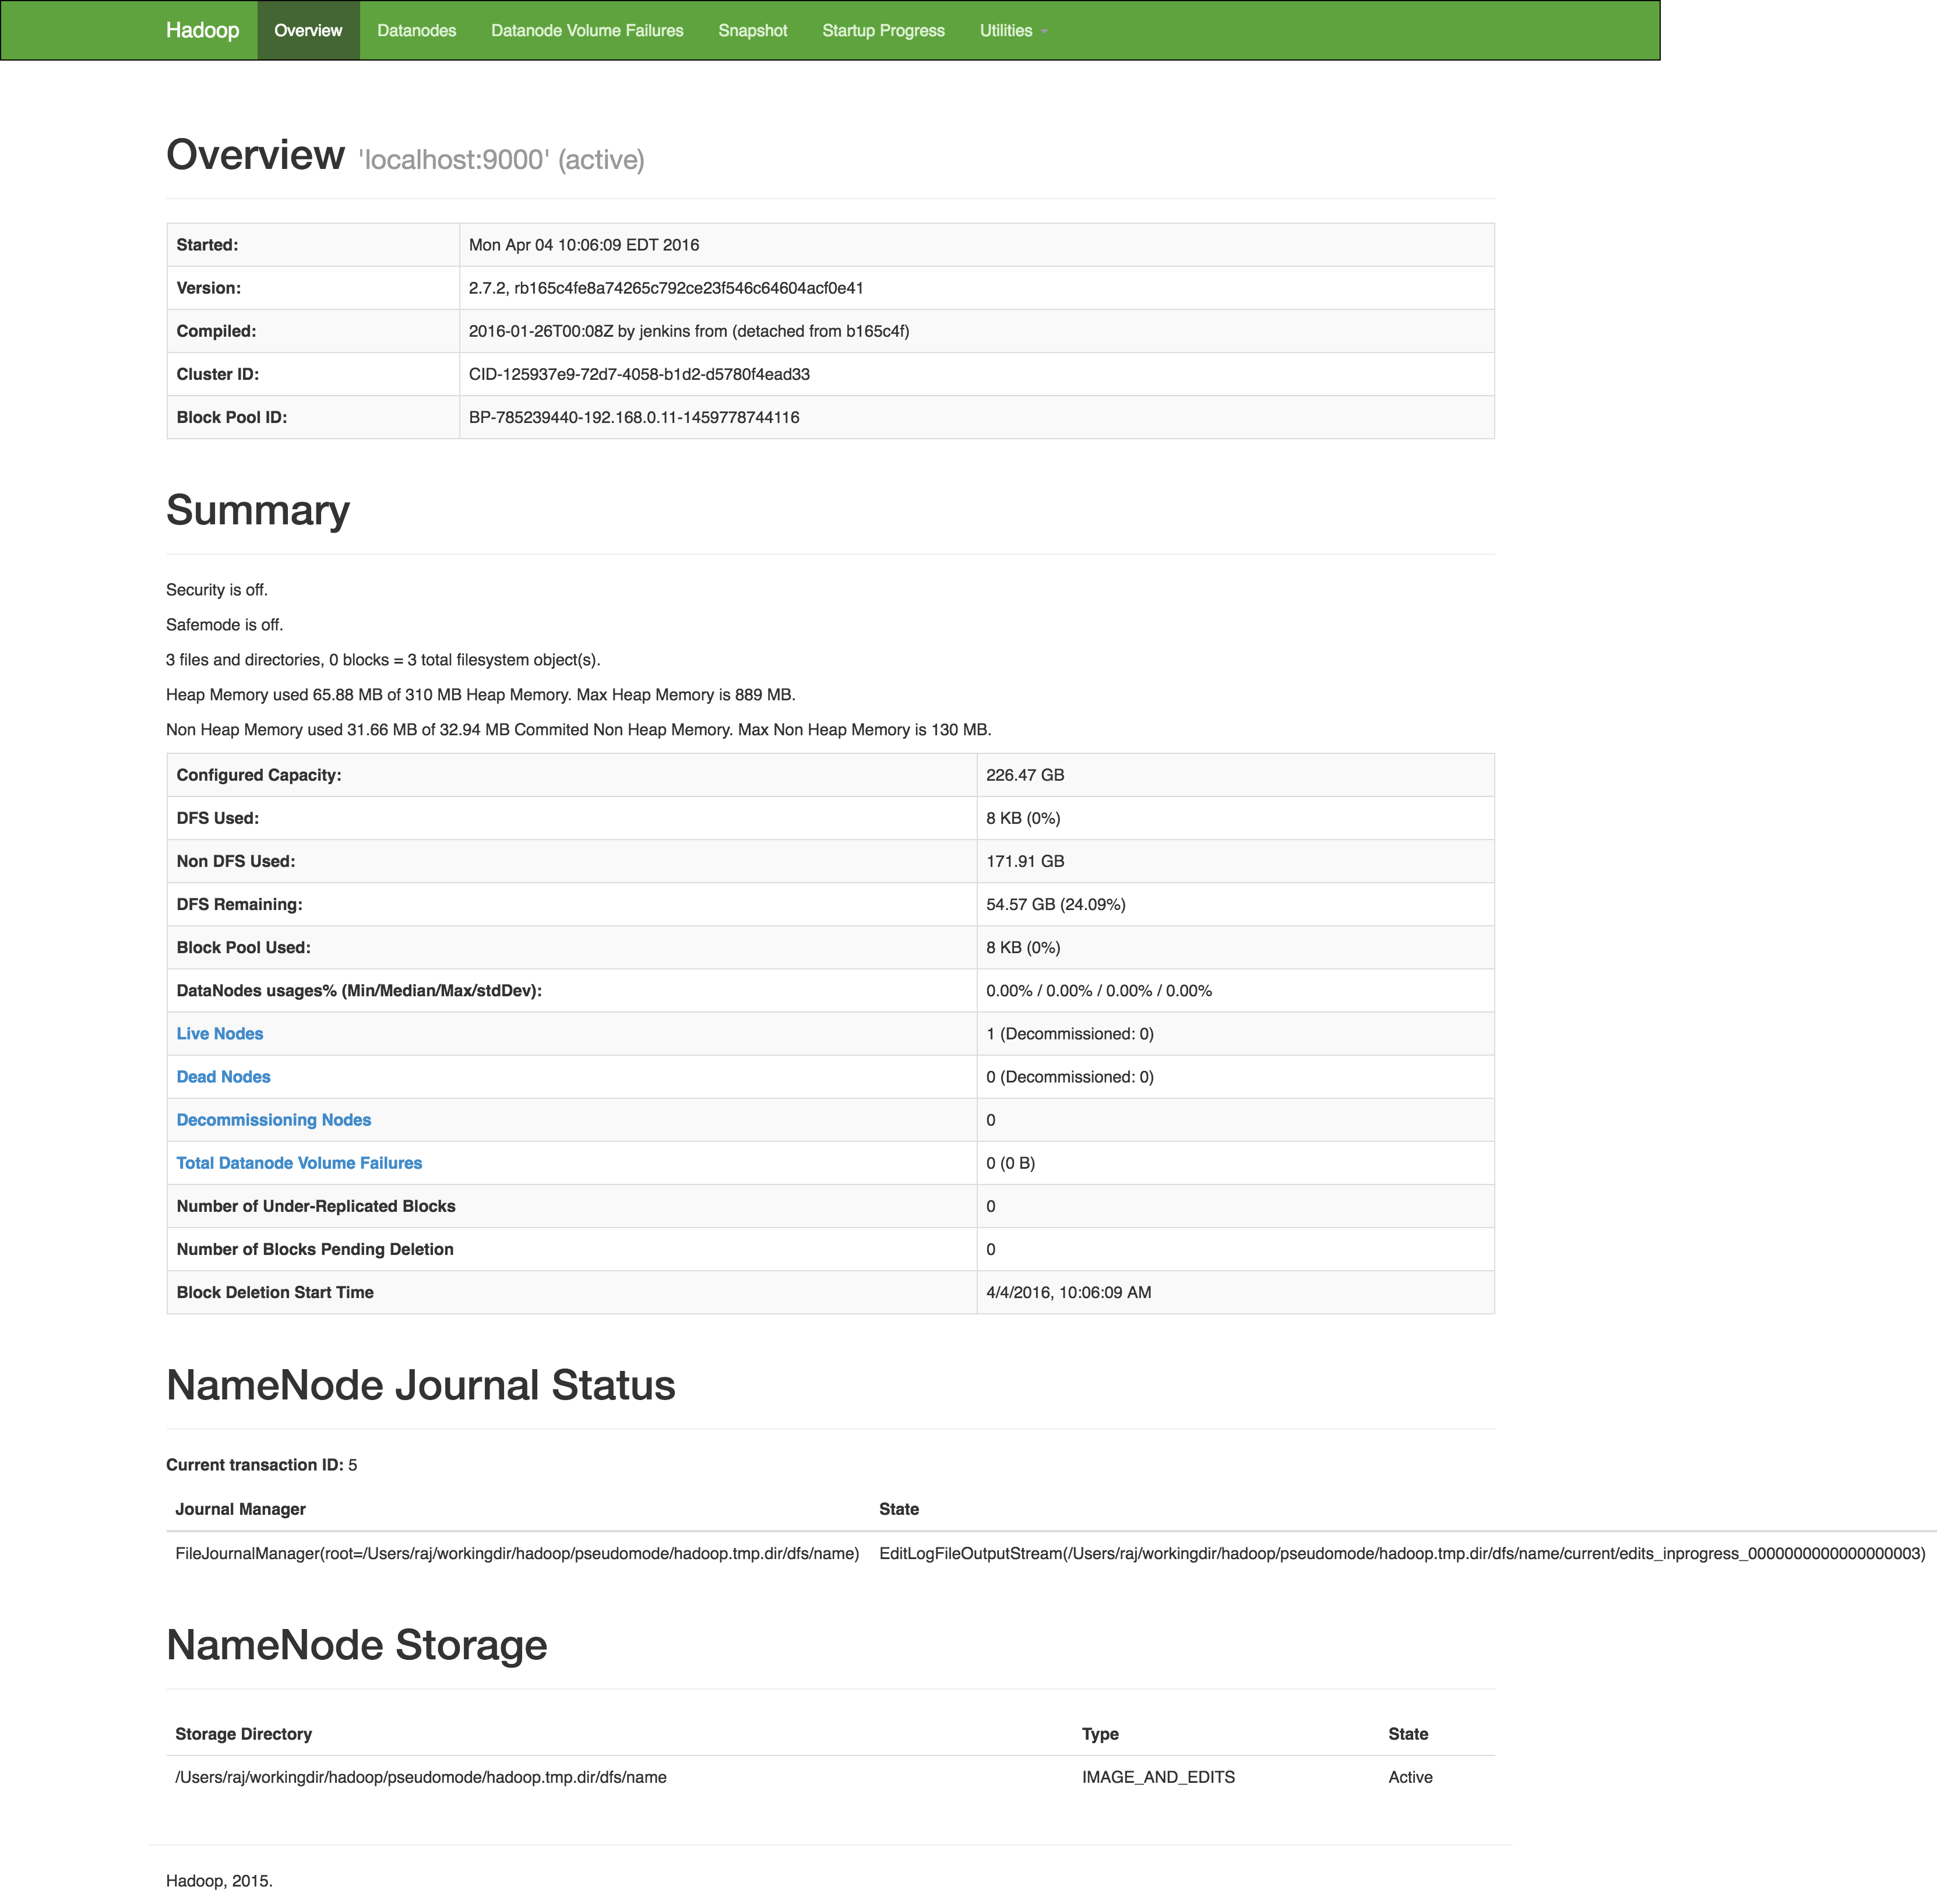 Hadoop Overview Datanodes Datanode Volume Failures Snapshot Startup Progress Utilities
Overview 'localhost:9000' (active)
Started: Mon Apr 04 10:06:09 EDT 2016
Version: 2.7.2, rb165c4fe8a74265c792ce23f546c64604acf0e41
Compiled: 2016-01-26T00:08Z by jenkins from (detached from b165c4f)
Cluster ID: CID-125937e9-72d7-4058-b1d2-d5780f4ead33
Block Pool ID: BP-785239440-192.168.0.11-1459778744116
Summary
Security is off.
Safemode is off.
3 files and directories, 0 blocks = 3 total filesystem object(s).
Heap Memory used 65.88 MB of 310 MB Heap Memory. Max Heap Memory is 889 MB.
Non Heap Memory used 31.66 MB of 32.94 MB Commited Non Heap Memory. Max Non Heap Memory is 130 MB.
Configured Capacity: 226.47 GB
DFS Used: 8 KB (0%)
Non DFS Used: 171.91 GB
DFS Remaining: 54.57 GB (24.09%)
Block Pool Used: 8 KB (0%)
DataNodes usages% (Min/Median/Max/stdDev): 0.00% / 0.00% / 0.00% / 0.00%
Live Nodes 1 (Decommissioned: 0)
Dead Nodes 0 (Decommissioned: 0)
Decommissioning Nodes 0
Total Datanode Volume Failures 0 (0 B)
Number of Under-Replicated Blocks 0
Number of Blocks Pending Deletion 0
Block Deletion Start Time 4/4/2016, 10:06:09 AM
NameNode Journal Status
Current transaction ID: 5
Journal Manager State
FileJournalManager(root=/Users/raj/workingdir/hadoop/pseudomode/hadoop.tmp.dir/dfs/name) EditLogFileOutputStream(/Users/raj/workingdir/hadoop/pseudomode/hadoop.tmp.dir/dfs/name/current/edits_inprogress_0000000000000000003)
NameNode Storage
Storage Directory Type State
/Users/raj/workingdir/hadoop/pseudomode/hadoop.tmp.dir/dfs/name IMAGE_AND_EDITS Active
Hadoop, 2015.